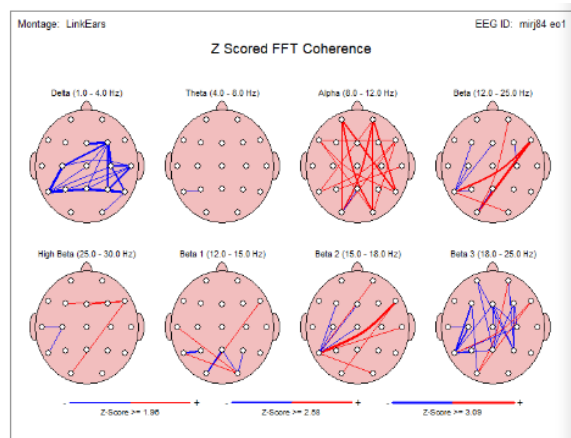 Montage: LinkEars EEG ID: mirj84 eo1
Z Scored FFT Coherence
Delta (1.0 - 4.0 Hz) Theta (4.0 - 8.0 Hz) Alpha (8.0 - 12.0 Hz) Beta (12.0 - 25.0 Hz)
High Beta (25.0 - 30.0 Hz) Beta 1 (12.0 - 15.0 Hz) Beta 2 (15.0 - 18.0 Hz) Beta 3 (18.0 - 25.0 Hz)
- + - + - +
Z-Score >= 1.96 Z-Score >= 2.58 Z-Score >= 3.09